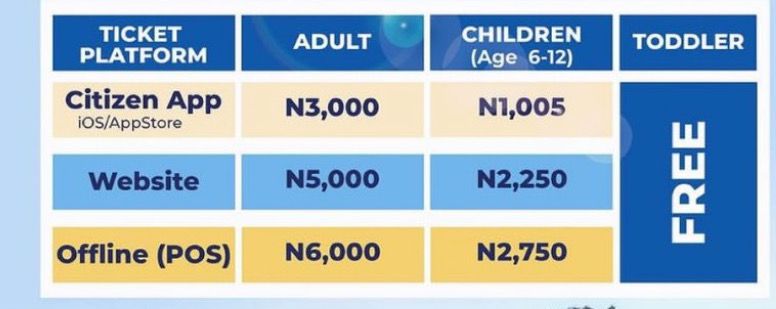 TICKET PLATFORM
ADULT
CHILDREN
(Age 6-12)
TODDLER
Citizen App
iOS/AppStore
N3,000
N1,005
FREE
Website
N5,000
N2,250
Offline (POS)
N6,000
N2,750